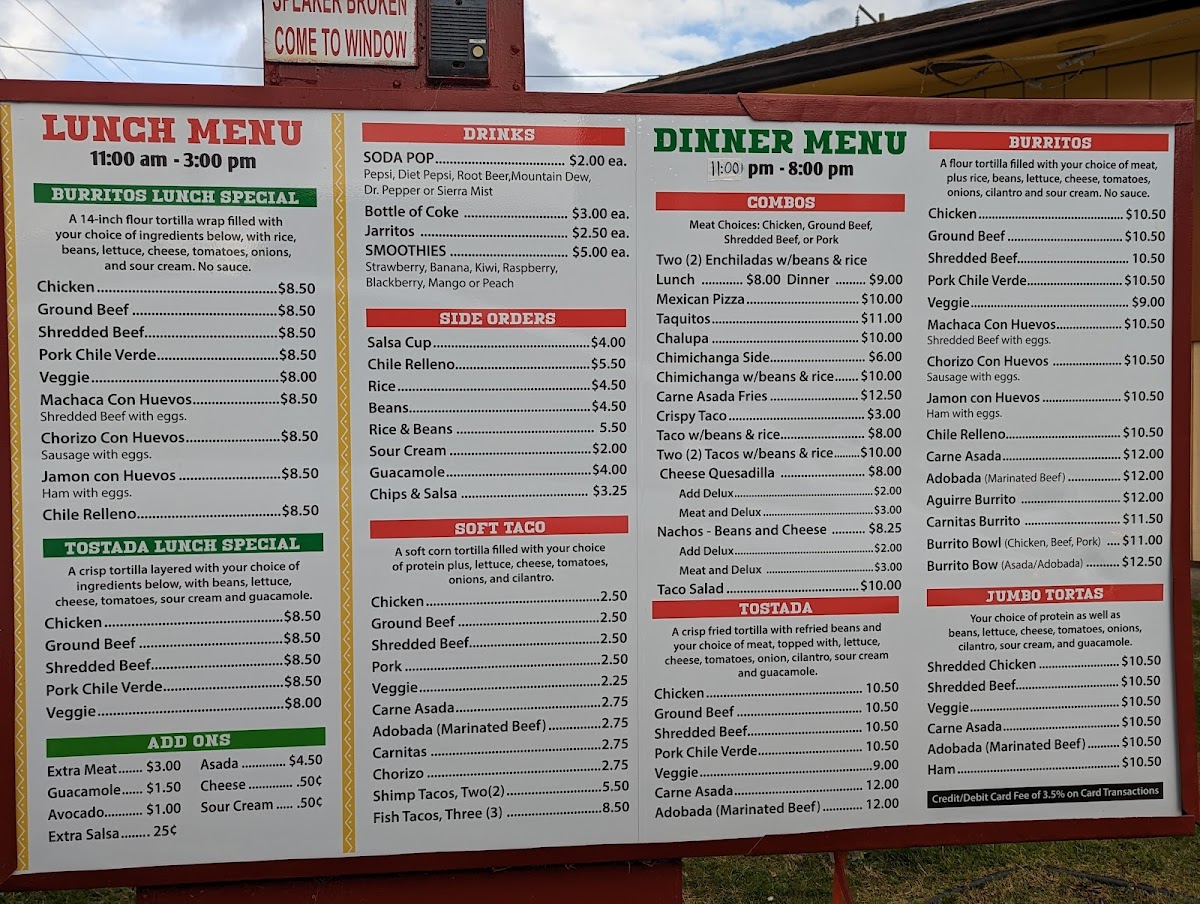 SPEAKER BROKEN
COME TO WINDOW
LUNCH MENU
11:00 am - 3:00 pm
BURRITOS LUNCH SPECIAL
A 14-inch flour tortilla wrap filled with
your choice of ingredients below, with rice,
beans, lettuce, cheese, tomatoes, onions,
and sour cream. No sauce.
Chicken $8.50
Ground Beef $8.50
Shredded Beef $8.50
Pork Chile Verde $8.50
Veggie $8.00
Machaca Con Huevos $8.50
Shredded Beef with eggs.
Chorizo Con Huevos $8.50
Sausage with eggs.
Jamon con Huevos $8.50
Ham with eggs.
Chile Relleno $8.50
TOSTADA LUNCH SPECIAL
A crisp tortilla layered with your choice of
ingredients below, with beans, lettuce,
cheese, tomatoes, sour cream and guacamole.
Chicken $8.50
Ground Beef $8.50
Shredded Beef $8.50
Pork Chile Verde $8.50
Veggie $8.00
ADD ONS
Extra Meat $3.00 Asada $4.50
Guacamole $1.50 Cheese .50¢
Avocado $1.00 Sour Cream .50¢
Extra Salsa 25¢
DRINKS
SODA POP $2.00 ea.
Pepsi, Diet Pepsi, Root Beer,Mountain Dew,
Dr. Pepper or Sierra Mist
Bottle of Coke $3.00 ea.
Jarritos $2.50 ea.
SMOOTHIES $5.00 ea.
Strawberry, Banana, Kiwi, Raspberry,
Blackberry, Mango or Peach
SIDE ORDERS
Salsa Cup $4.00
Chile Relleno $5.50
Rice $4.50
Beans $4.50
Rice & Beans 5.50
Sour Cream $2.00
Guacamole $4.00
Chips & Salsa $3.25
SOFT TACO
A soft corn tortilla filled with your choice
of protein plus, lettuce, cheese, tomatoes,
onions, and cilantro.
Chicken 2.50
Ground Beef 2.50
Shredded Beef 2.50
Pork 2.50
Veggie 2.25
Carne Asada 2.75
Adobada (Marinated Beef) 2.75
Carnitas 2.75
Chorizo 2.75
Shimp Tacos, Two(2) 5.50
Fish Tacos, Three (3) 8.50
DINNER MENU
11:00 pm - 8:00 pm
COMBOS
Meat Choices: Chicken, Ground Beef,
Shredded Beef, or Pork
Two (2) Enchiladas w/beans & rice
Lunch $8.00 Dinner $9.00
Mexican Pizza $10.00
Taquitos $11.00
Chalupa $10.00
Chimichanga Side $6.00
Chimichanga w/beans & rice $10.00
Carne Asada Fries $12.50
Crispy Taco $3.00
Taco w/beans & rice $8.00
Two (2) Tacos w/beans & rice $10.00
Cheese Quesadilla $8.00
Add Delux $2.00
Meat and Delux $3.00
Nachos - Beans and Cheese $8.25
Add Delux $2.00
Meat and Delux $3.00
Taco Salad $10.00
TOSTADA
A crisp fried tortilla with refried beans and
your choice of meat, topped with, lettuce,
cheese, tomatoes, onion, cilantro, sour cream
and guacamole.
Chicken 10.50
Ground Beef 10.50
Shredded Beef 10.50
Pork Chile Verde 10.50
Veggie 9.00
Carne Asada 12.00
Adobada (Marinated Beef) 12.00
BURRITOS
A flour tortilla filled with your choice of meat,
plus rice, beans, lettuce, cheese, tomatoes,
onions, cilantro and sour cream. No sauce.
Chicken $10.50
Ground Beef $10.50
Shredded Beef 10.50
Pork Chile Verde $10.50
Veggie $9.00
Machaca Con Huevos $10.50
Shredded Beef with eggs.
Chorizo Con Huevos $10.50
Sausage with eggs.
Jamon con Huevos $10.50
Ham with eggs.
Chile Relleno $10.50
Carne Asada $12.00
Adobada (Marinated Beef) $12.00
Aguirre Burrito $12.00
Carnitas Burrito $11.50
Burrito Bowl (Chicken, Beef, Pork) $11.00
Burrito Bow (Asada/Adobada) $12.50
JUMBO TORTAS
Your choice of protein as well as
beans, lettuce, cheese, tomatoes, onions,
cilantro, sour cream, and guacamole.
Shredded Chicken $10.50
Shredded Beef $10.50
Veggie $10.50
Carne Asada $10.50
Adobada (Marinated Beef) $10.50
Ham $10.50
Credit/Debit Card Fee of 3.5% on Card Transactions